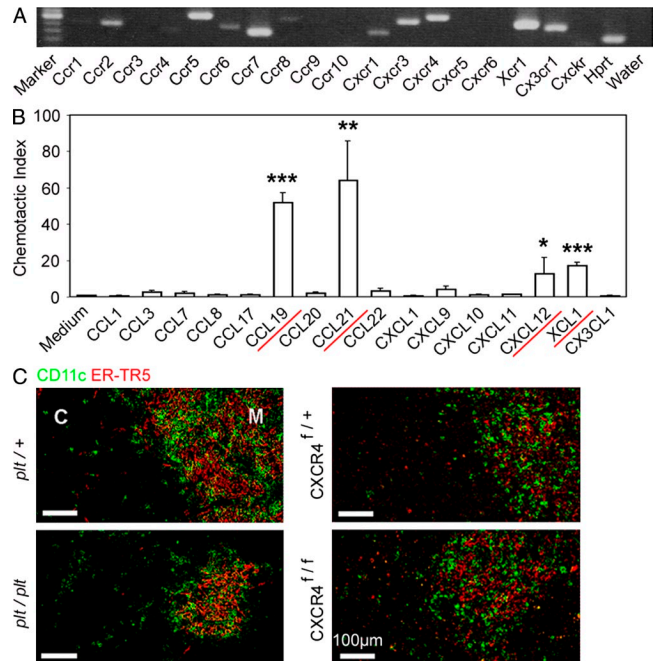 A
Marker Ccr1 Ccr2 Ccr3 Ccr4 Ccr5 Ccr6 Ccr7 Ccr8 Ccr9 Ccr10 Cxcr1 Cxcr3 Cxcr4 Cxcr5 Cxcr6 Xcr1 Cx3cr1 Cxckr Hprt Water
B
Chemotactic Index
100
80
60
40
20
0
*** ** * ***
Medium CCL1 CCL3 CCL7 CCL8 CCL17 CCL19 CCL20 CCL21 CCL22 CXCL1 CXCL9 CXCL10 CXCL11 CXCL12 XCL1 CX3CL1
C
CD11c ER-TR5
plt / +
C M
CXCR4 f / +
plt / plt
CXCR4 f / f
100µm